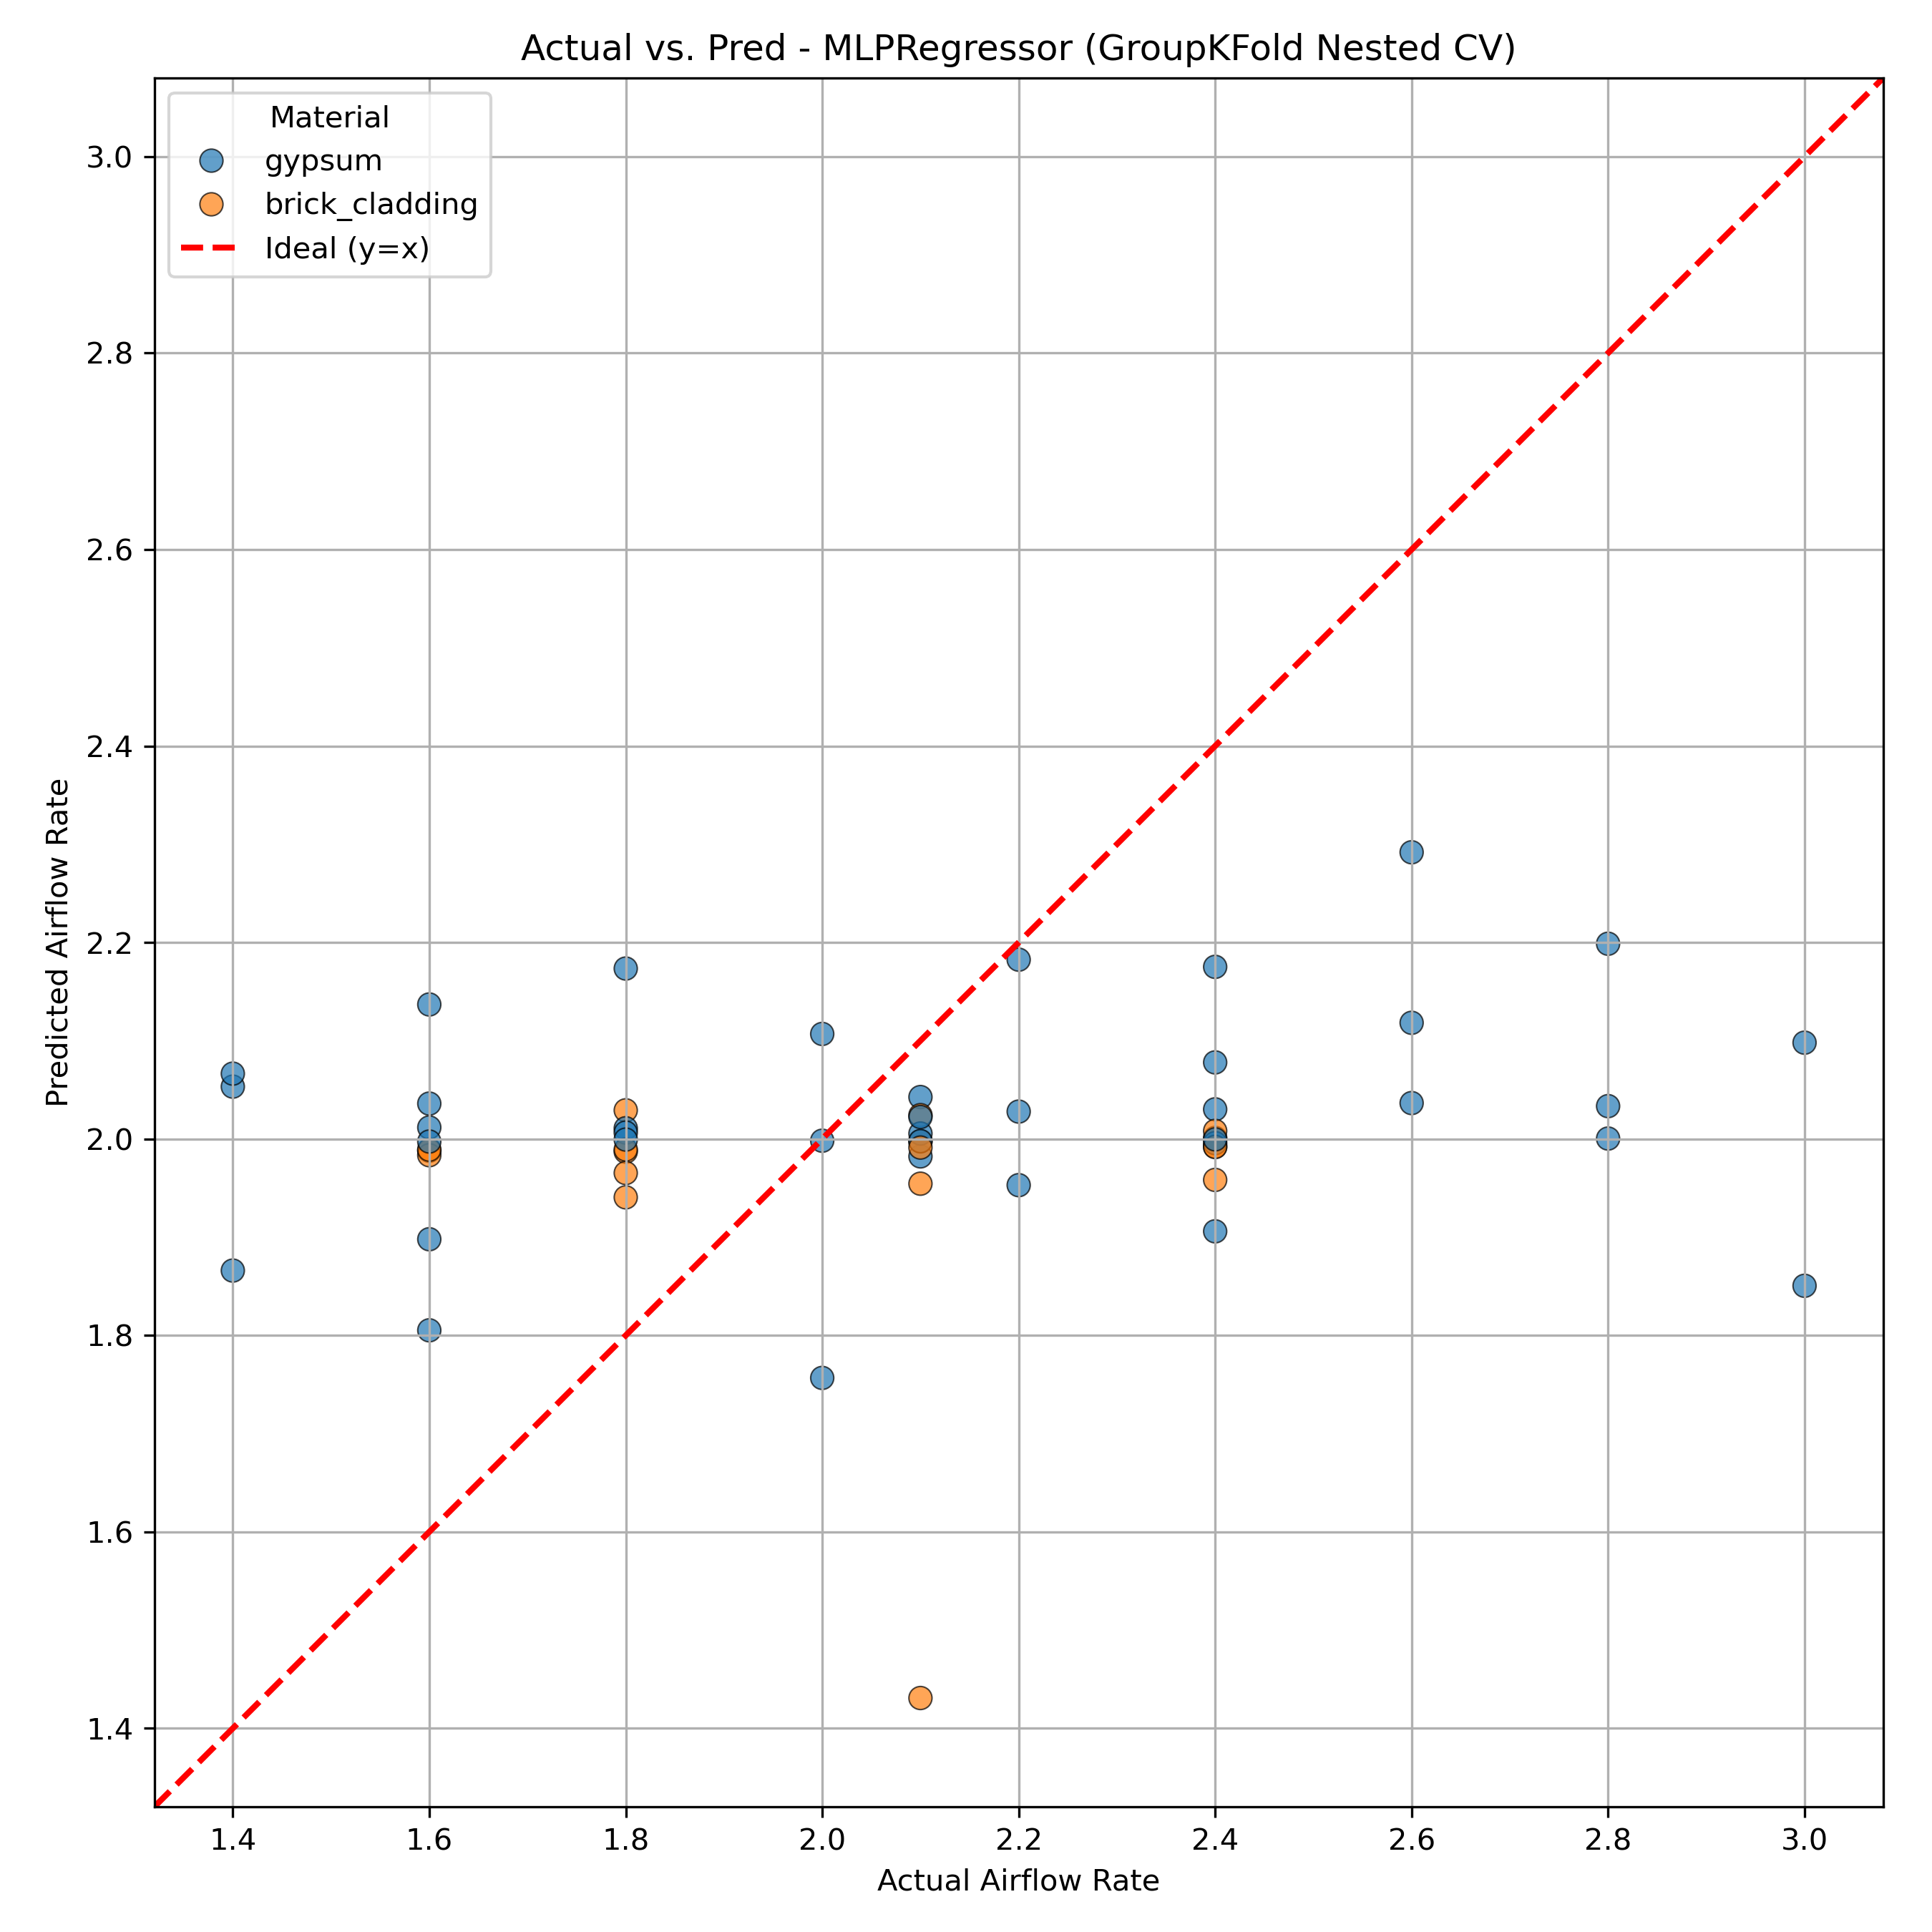 Actual vs. Pred - MLPRegressor (GroupKFold Nested CV)
Material
gypsum
brick_cladding
Ideal (y=x)
3.0
2.8
2.6
2.4
2.2
2.0
1.8
1.6
1.4
Predicted Airflow Rate
1.4 1.6 1.8 2.0 2.2 2.4 2.6 2.8 3.0
Actual Airflow Rate